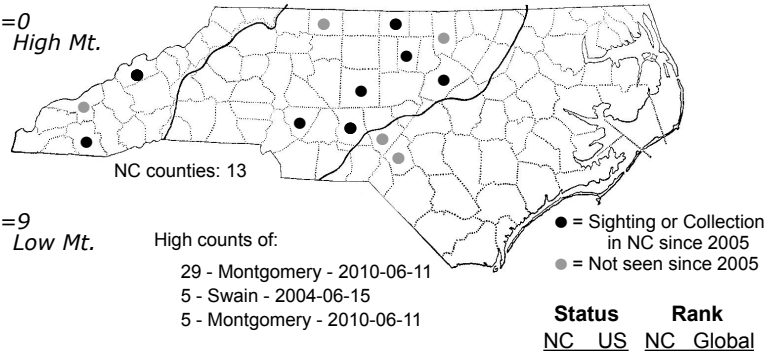 =0
High Mt.
NC counties: 13
=9
Low Mt.
High counts of:
29 - Montgomery - 2010-06-11
5 - Swain - 2004-06-15
5 - Montgomery - 2010-06-11
= Sighting or Collection
in NC since 2005
= Not seen since 2005
Status Rank
NC US NC Global